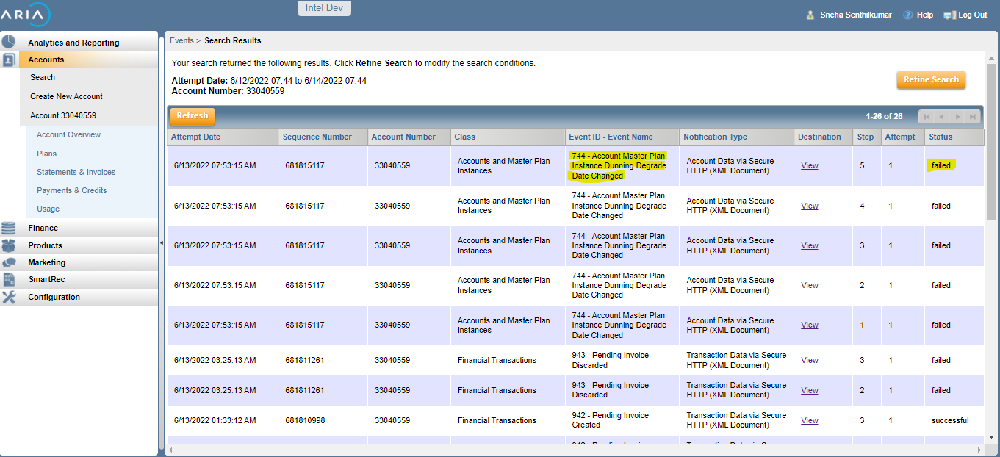 ARIA
Intel Dev
Sneha Senthilkumar Help Log Out
Analytics and Reporting
Accounts
Search
Create New Account
Account 33040559
Account Overview
Plans
Statements & Invoices
Payments & Credits
Usage
Finance
Products
Marketing
SmartRec
Configuration
Events > Search Results
Your search returned the following results. Click Refine Search to modify the search conditions.
Attempt Date: 6/12/2022 07:44 to 6/14/2022 07:44
Account Number: 33040559
Refine Search
Refresh
1-26 of 26
Attempt Date Sequence Number Account Number Class Event ID - Event Name Notification Type Destination Step Attempt Status
6/13/2022 07:53:15 AM 681815117 33040559 Accounts and Master Plan Instances 744 - Account Master Plan Instance Dunning Degrade Date Changed Account Data via Secure HTTP (XML Document) View 5 1 failed
6/13/2022 07:53:15 AM 681815117 33040559 Accounts and Master Plan Instances 744 - Account Master Plan Instance Dunning Degrade Date Changed Account Data via Secure HTTP (XML Document) View 4 1 failed
6/13/2022 07:53:15 AM 681815117 33040559 Accounts and Master Plan Instances 744 - Account Master Plan Instance Dunning Degrade Date Changed Account Data via Secure HTTP (XML Document) View 3 1 failed
6/13/2022 07:53:15 AM 681815117 33040559 Accounts and Master Plan Instances 744 - Account Master Plan Instance Dunning Degrade Date Changed Account Data via Secure HTTP (XML Document) View 2 1 failed
6/13/2022 07:53:15 AM 681815117 33040559 Accounts and Master Plan Instances 744 - Account Master Plan Instance Dunning Degrade Date Changed Account Data via Secure HTTP (XML Document) View 1 1 failed
6/13/2022 03:25:13 AM 681811261 33040559 Financial Transactions 943 - Pending Invoice Discarded Transaction Data via Secure HTTP (XML Document) View 3 1 failed
6/13/2022 03:25:13 AM 681811261 33040559 Financial Transactions 943 - Pending Invoice Discarded Transaction Data via Secure HTTP (XML Document) View 2 1 failed
6/13/2022 01:33:12 AM 681810998 33040559 Financial Transactions 942 - Pending Invoice Created Transaction Data via Secure HTTP (XML Document) View 3 1 successful